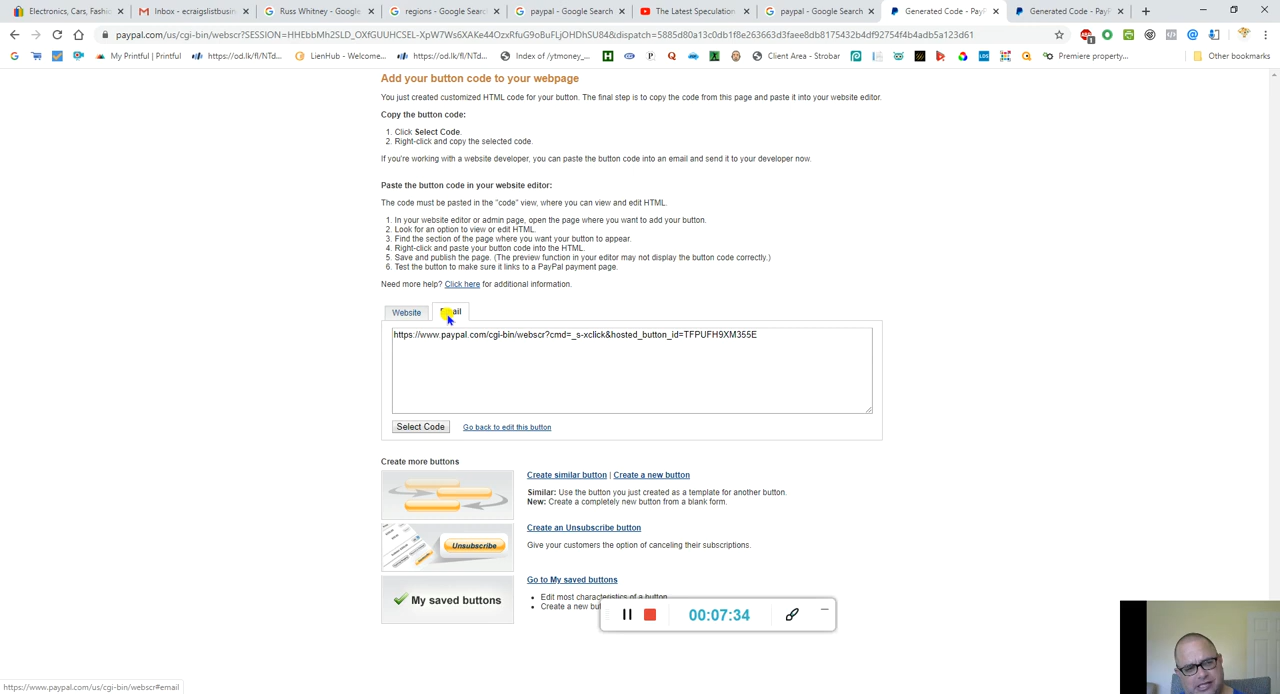 Electronics, Cars, Fashion
Inbox - ecraigslistbusin
Russ Whitney - Google
regions - Google Search
paypal - Google Search
The Latest Speculation
paypal - Google Search
Generated Code - PayP
Generated Code - PayP
paypal.com/us/cgi-bin/webscr?SESSION=HHEbbMh2SLD_OXfGUUHCSEL-XpW7Ws6XAKe44OzxRfuG9oBuFLjOHDhSU84&dispatch=5885d80a13c0db1f8e263663d3faee8db8175432b4df92754f4b4adb5a123d61
My Printful | Printful
https://od.lk/fl/NTd...
LienHub - Welcome...
https://od.lk/fl/ytmoney_...
Index of /
Client Area - Strobar
Premiere property...
Other bookmarks
Add your button code to your webpage
You just created customized HTML code for your button. The final step is to copy the code from this page and paste it into your website editor.
Copy the button code:
1. Click Select Code.
2. Right-click and copy the selected code.
If you're working with a website developer, you can paste the button code into an email and send it to your developer now.
Paste the button code in your website editor:
The code must be pasted in the "code" view, where you can view and edit HTML.
1. In your website editor or admin page, open the page where you want to add your button.
2. Look for an option to view or edit HTML.
3. Find the section of the page where you want your button to appear.
4. Right-click and paste your button code into the HTML.
5. Save and publish the page. (The preview function in your editor may not display the button code correctly.)
6. Test the button to make sure it links to a PayPal payment page.
Need more help? Click here for additional information.
Website
Email
https://www.paypal.com/cgi-bin/webscr?cmd=_s-xclick&hosted_button_id=TFPUFH9XM355E
Select Code
Go back to edit this button
Create more buttons
Create similar button | Create a new button
Similar: Use the button you just created as a template for another button.
New: Create a completely new button from a blank form.
Unsubscribe
Create an Unsubscribe button
Give your customers the option of canceling their subscriptions.
My saved buttons
Go to My saved buttons
• Edit most characteristics of a button
• Create a new bu
00:07:34
https://www.paypal.com/us/cgi-bin/webscr#email